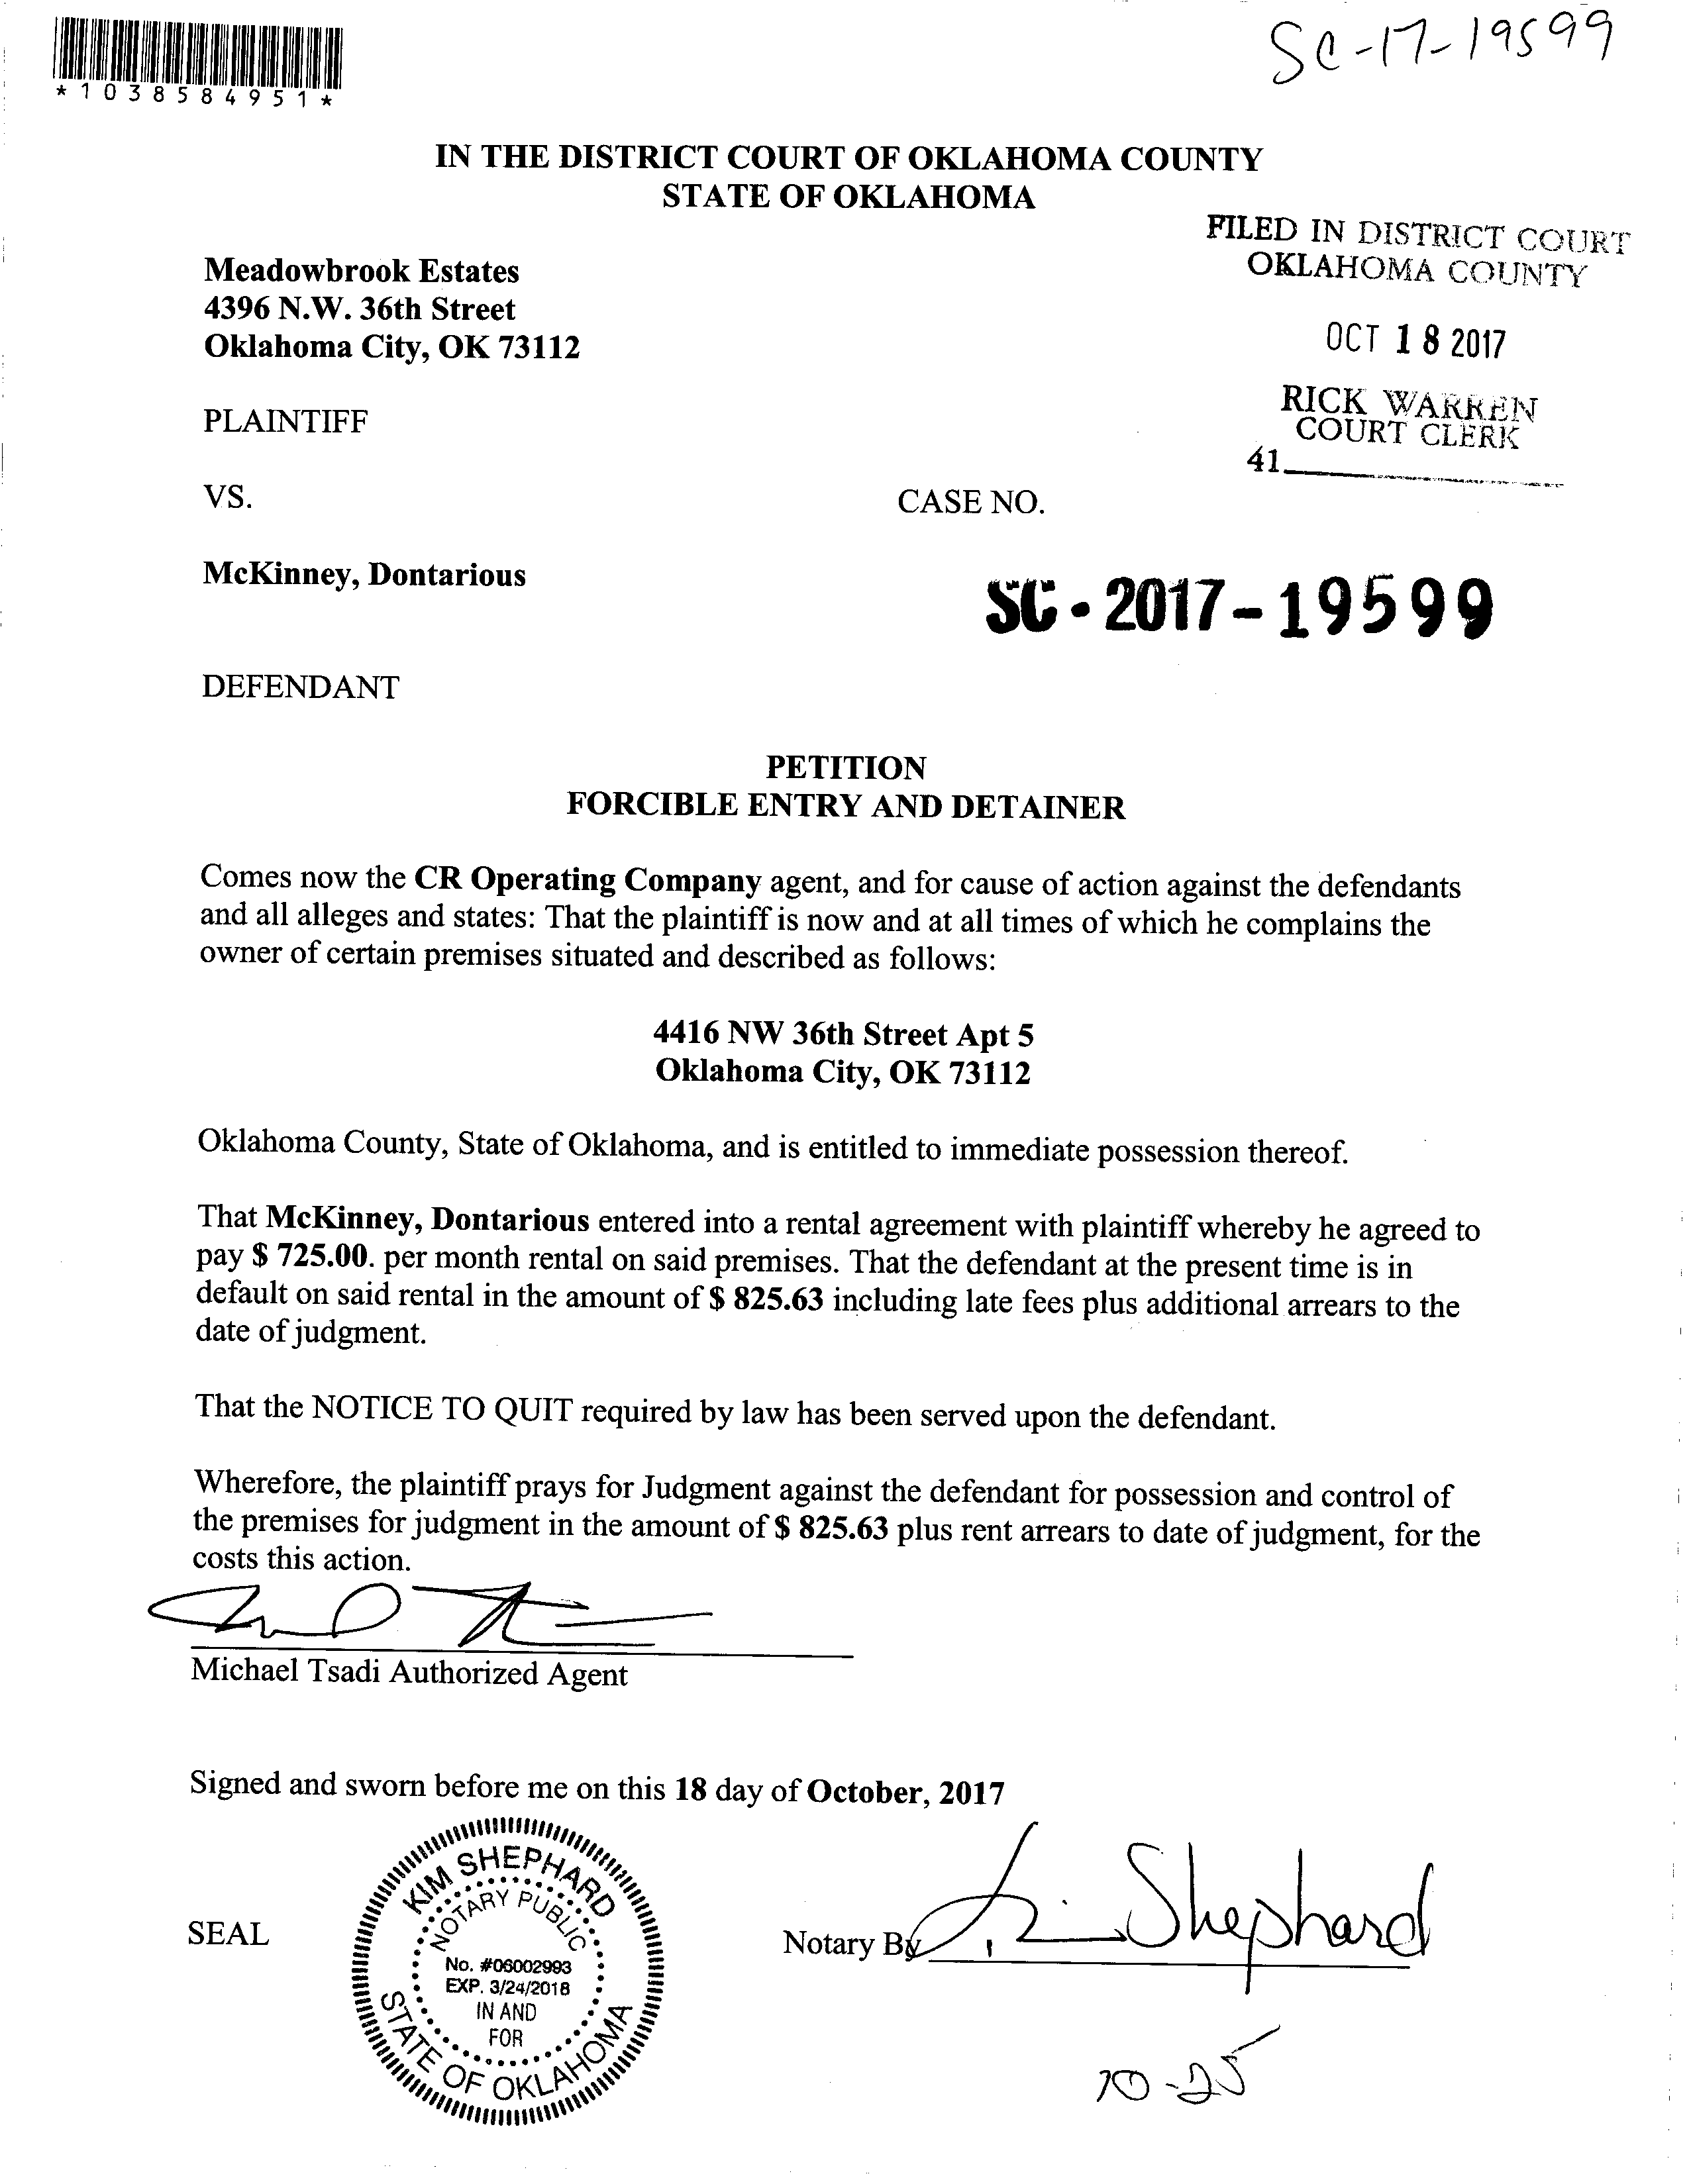 SC-17-19599
*1038584951*
IN THE DISTRICT COURT OF OKLAHOMA COUNTY
STATE OF OKLAHOMA
FILED IN DISTRICT COURT
OKLAHOMA COUNTY
Meadowbrook Estates
4396 N.W. 36th Street
Oklahoma City, OK 73112
OCT 18 2017
RICK WARREN
COURT CLERK
41
PLAINTIFF
VS.
CASE NO.
McKinney, Dontarious
SC-2017-19599
DEFENDANT
PETITION
FORCIBLE ENTRY AND DETAINER
Comes now the CR Operating Company agent, and for cause of action against the defendants
and all alleges and states: That the plaintiff is now and at all times of which he complains the
owner of certain premises situated and described as follows:
4416 NW 36th Street Apt 5
Oklahoma City, OK 73112
Oklahoma County, State of Oklahoma, and is entitled to immediate possession thereof.
That McKinney, Dontarious entered into a rental agreement with plaintiff whereby he agreed to
pay $ 725.00. per month rental on said premises. That the defendant at the present time is in
default on said rental in the amount of $ 825.63 including late fees plus additional arrears to the
date of judgment.
That the NOTICE TO QUIT required by law has been served upon the defendant.
Wherefore, the plaintiff prays for Judgment against the defendant for possession and control of
the premises for judgment in the amount of $ 825.63 plus rent arrears to date of judgment, for the
costs this action.
Michael Tsadi Authorized Agent
Signed and sworn before me on this 18 day of October, 2017
SEAL
KIM SHEPHARD
NOTARY PUBLIC
No. #06002993
EXP. 3/24/2018
IN AND
FOR
STATE OF OKLAHOMA
Notary By Kim Shephard
10-25